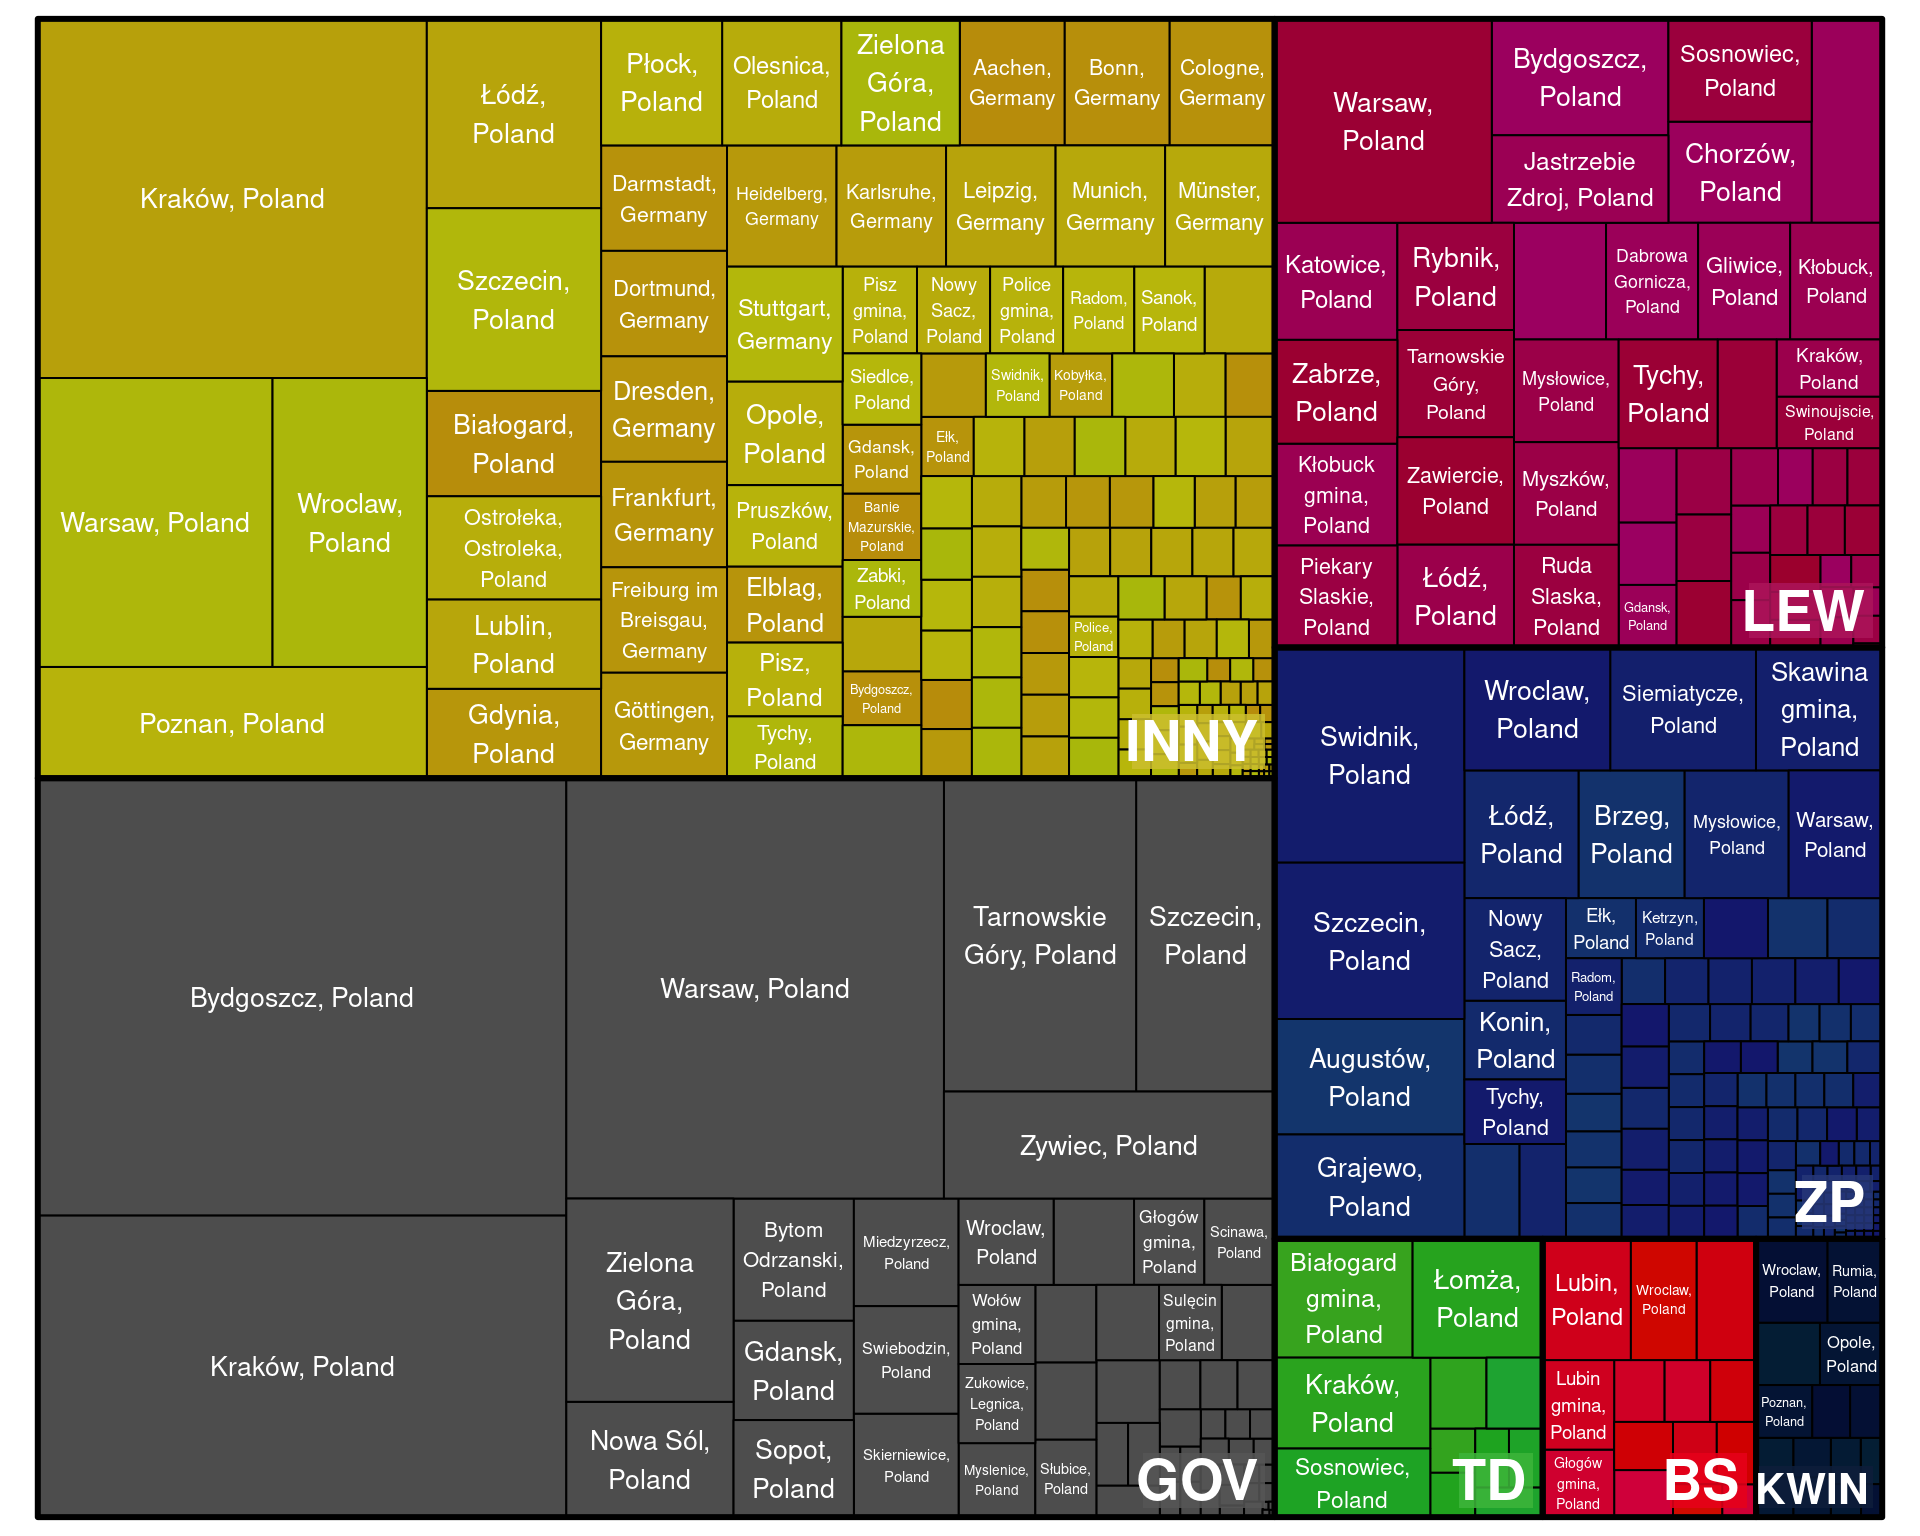 Kraków, Poland
Łódź,
Poland
Płock,
Poland
Olesnica,
Poland
Zielona
Góra,
Poland
Aachen,
Germany
Bonn,
Germany
Cologne,
Germany
Szczecin,
Poland
Darmstadt,
Germany
Heidelberg,
Germany
Karlsruhe,
Germany
Leipzig,
Germany
Munich,
Germany
Münster,
Germany
Dortmund,
Germany
Stuttgart,
Germany
Pisz
gmina,
Poland
Nowy
Sacz,
Poland
Police
gmina,
Poland
Radom,
Poland
Sanok,
Poland
Warsaw, Poland
Wroclaw,
Poland
Białogard,
Poland
Dresden,
Germany
Opole,
Poland
Siedlce,
Poland
Swidnik,
Poland
Kobyłka,
Poland
Gdansk,
Poland
Ełk,
Poland
Ostrołeka,
Ostroleka,
Poland
Frankfurt,
Germany
Pruszków,
Poland
Banie
Mazurskie,
Poland
Zabki,
Poland
Lublin,
Poland
Freiburg im
Breisgau,
Germany
Elblag,
Poland
Pisz,
Poland
Police,
Poland
Poznan, Poland
Gdynia,
Poland
Göttingen,
Germany
Tychy,
Poland
Bydgoszcz,
Poland
INNY
Warsaw,
Poland
Bydgoszcz,
Poland
Sosnowiec,
Poland
Jastrzebie
Zdroj, Poland
Chorzów,
Poland
Katowice,
Poland
Rybnik,
Poland
Dabrowa
Gornicza,
Poland
Gliwice,
Poland
Kłobuck,
Poland
Zabrze,
Poland
Tarnowskie
Góry,
Poland
Mysłowice,
Poland
Tychy,
Poland
Kraków,
Poland
Swinoujscie,
Poland
Kłobuck
gmina,
Poland
Zawiercie,
Poland
Myszków,
Poland
Piekary
Slaskie,
Poland
Łódź,
Poland
Ruda
Slaska,
Poland
Gdansk,
Poland
LEW
Bydgoszcz, Poland
Warsaw, Poland
Tarnowskie
Góry, Poland
Szczecin,
Poland
Zywiec, Poland
Kraków, Poland
Zielona
Góra,
Poland
Bytom
Odrzanski,
Poland
Miedzyrzecz,
Poland
Wroclaw,
Poland
Głogów
gmina,
Poland
Scinawa,
Poland
Gdansk,
Poland
Swiebodzin,
Poland
Wołów
gmina,
Poland
Sulęcin
gmina,
Poland
Nowa Sól,
Poland
Sopot,
Poland
Skierniewice,
Poland
Zukowice,
Legnica,
Poland
Myslenice,
Poland
Słubice,
Poland
GOV
Swidnik,
Poland
Wroclaw,
Poland
Siemiatycze,
Poland
Skawina
gmina,
Poland
Łódź,
Poland
Brzeg,
Poland
Mysłowice,
Poland
Warsaw,
Poland
Szczecin,
Poland
Nowy
Sacz,
Poland
Ełk,
Poland
Ketrzyn,
Poland
Radom,
Poland
Augustów,
Poland
Konin,
Poland
Tychy,
Poland
Grajewo,
Poland
ZP
Białogard
gmina,
Poland
Łomża,
Poland
Kraków,
Poland
Sosnowiec,
Poland
TD
Lubin,
Poland
Wroclaw,
Poland
Lubin
gmina,
Poland
Głogów
gmina,
Poland
BS
Wroclaw,
Poland
Rumia,
Poland
Opole,
Poland
Poznan,
Poland
KWIN